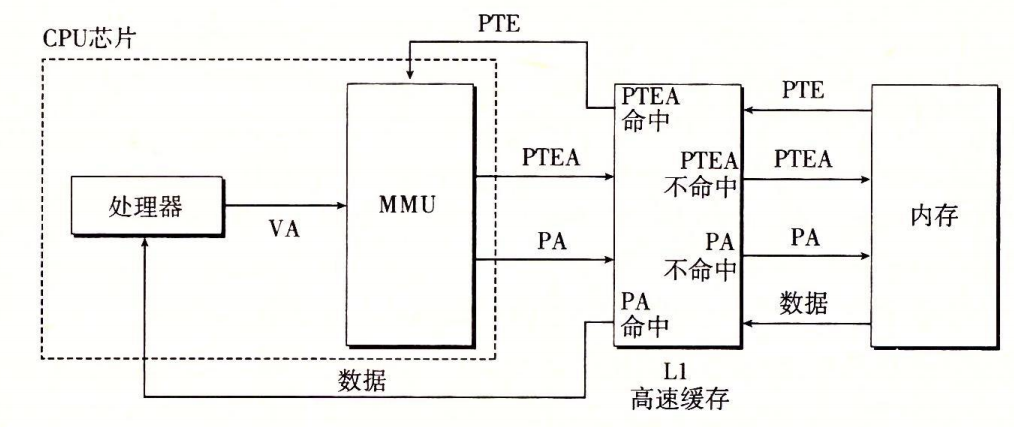 PTE
CPU芯片
PTEA
命中
PTE
PTEA
PTEA
不命中
PTEA
处理器
VA
MMU
PA
PA
不命中
PA
内存
PA
命中
数据
数据
L1
高速缓存